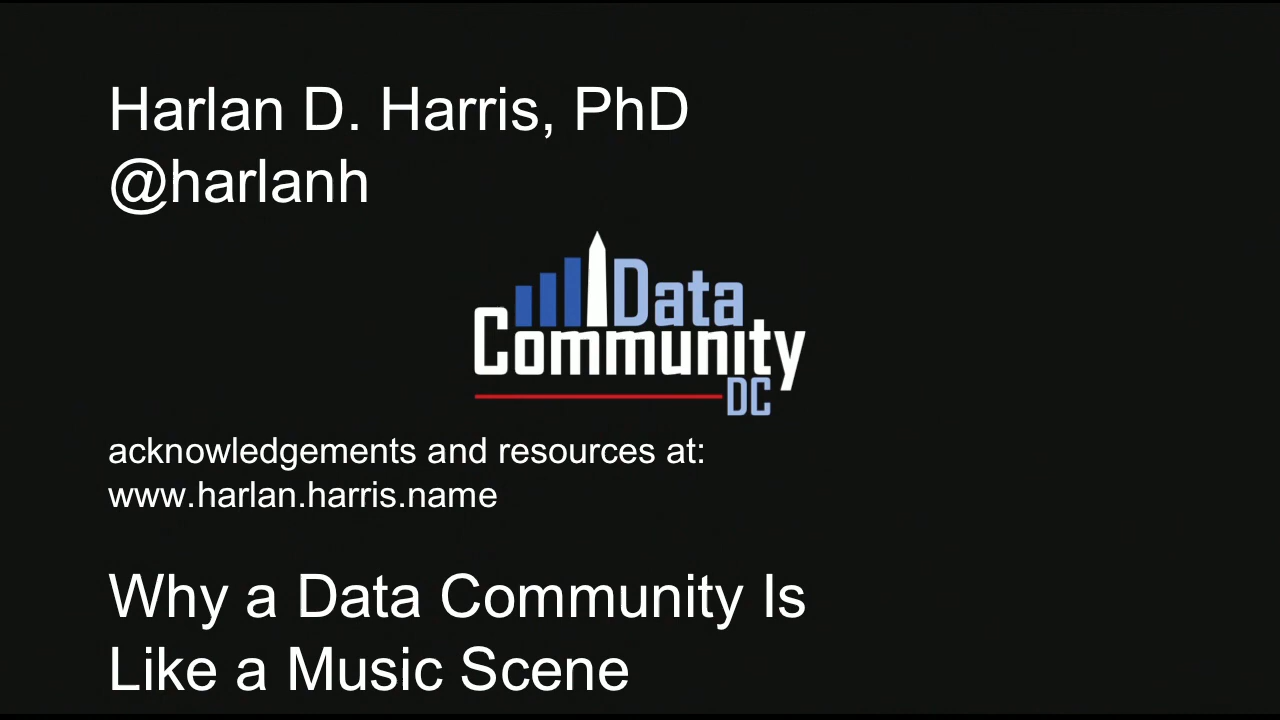 Harlan D. Harris, PhD
@harlanh
Data
Community
DC
acknowledgements and resources at:
www.harlan.harris.name
Why a Data Community Is
Like a Music Scene